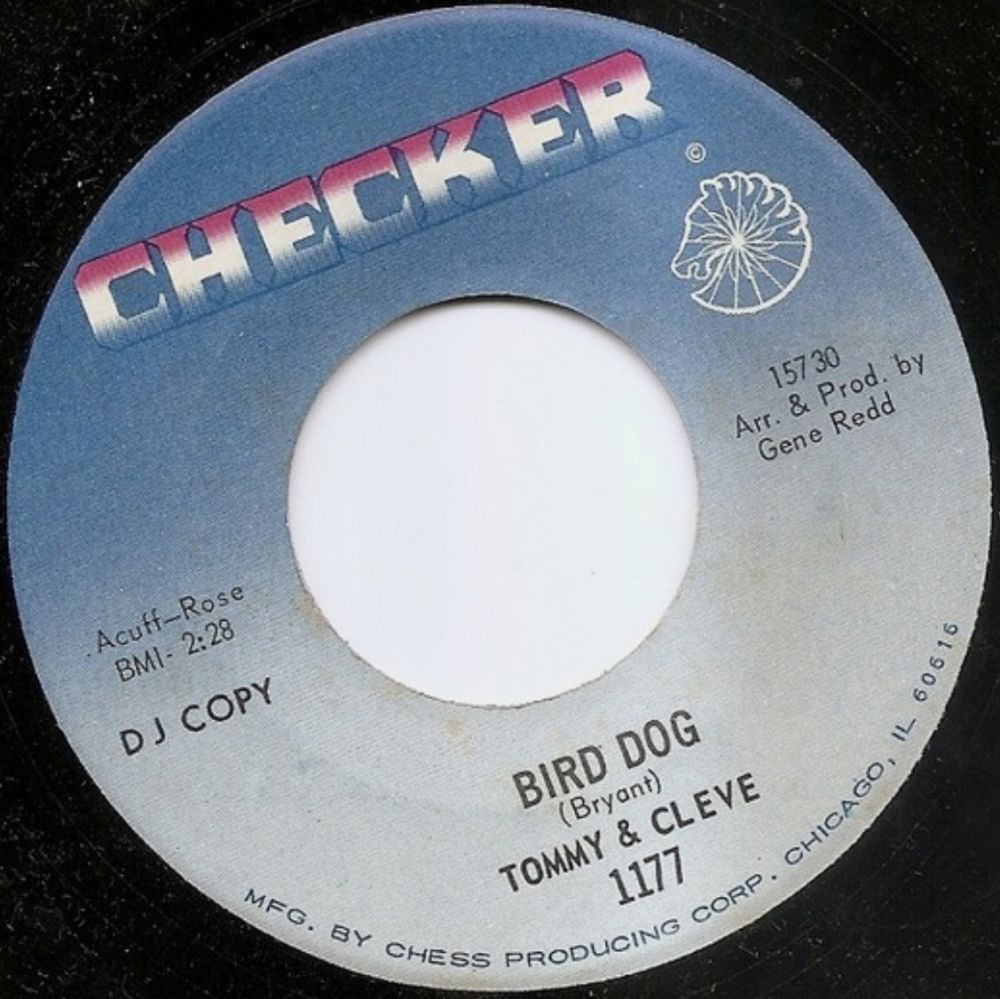 CHECKER
©
15730
Arr. & Prod. by
Gene Redd
Acuff-Rose
BMI- 2:28
DJ COPY
BIRD DOG
(Bryant)
TOMMY & CLEVE
1177
MFG. BY CHESS PRODUCING CORP. CHICAGO, IL 60616